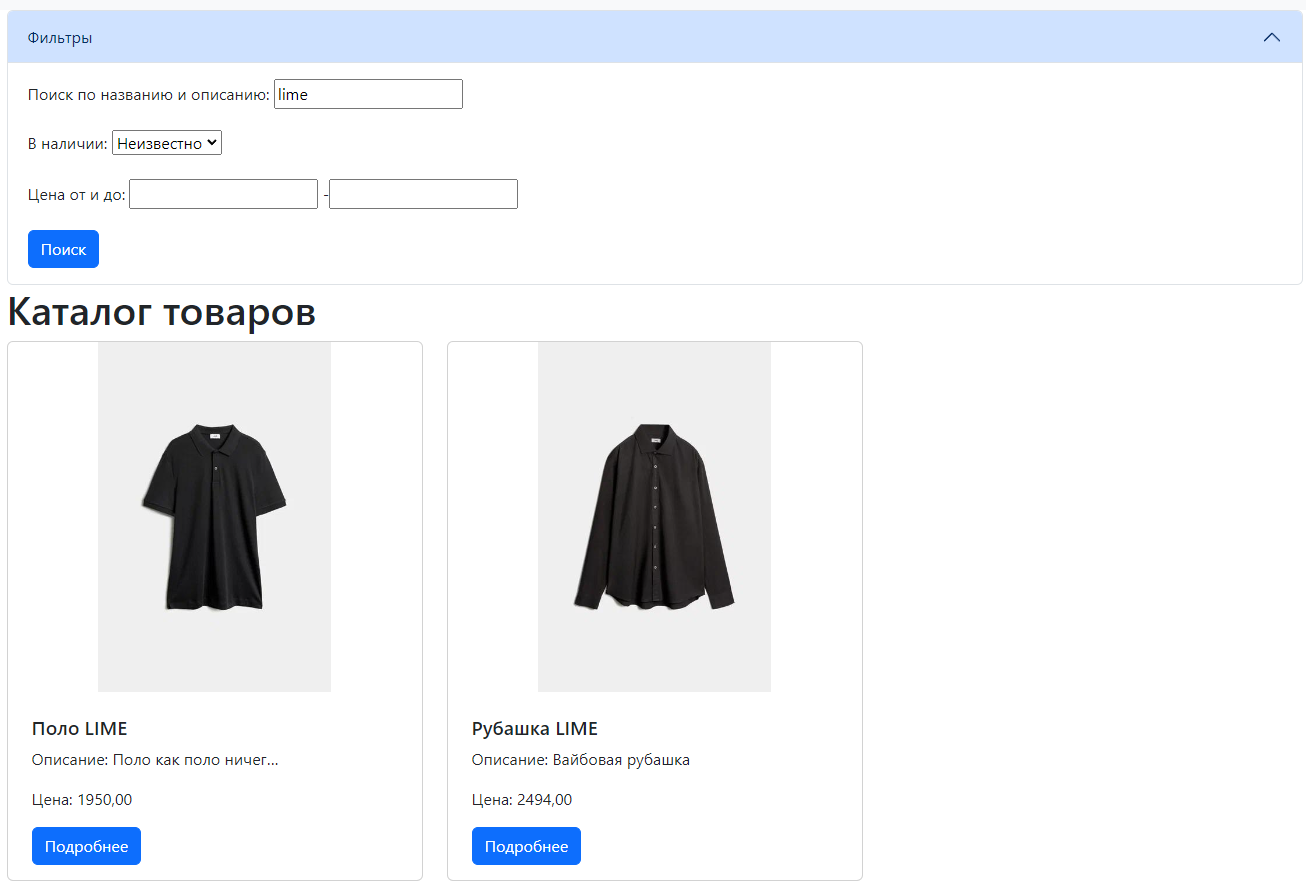 Фильтры
Поиск по названию и описанию: lime
В наличии: Неизвестно
Цена от и до: -
Поиск
Каталог товаров
Поло LIME
Описание: Поло как поло ничег...
Цена: 1950,00
Подробнее
Рубашка LIME
Описание: Вайбовая рубашка
Цена: 2494,00
Подробнее